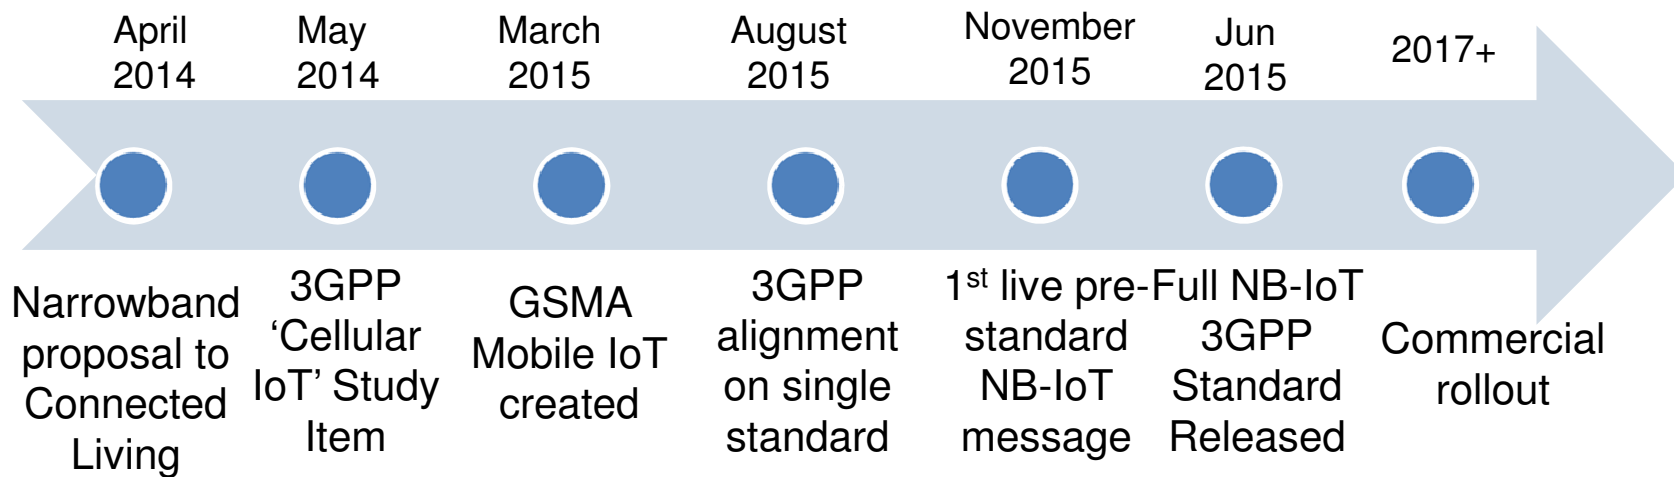 April
2014
May
2014
March
2015
August
2015
November
2015
Jun
2015
2017+
Narrowband
proposal to
Connected
Living
3GPP
‘Cellular
IoT’ Study
Item
GSMA
Mobile IoT
created
3GPP
alignment
on single
standard
1st live pre-
standard
NB-IoT
message
Full NB-IoT
3GPP
Standard
Released
Commercial
rollout